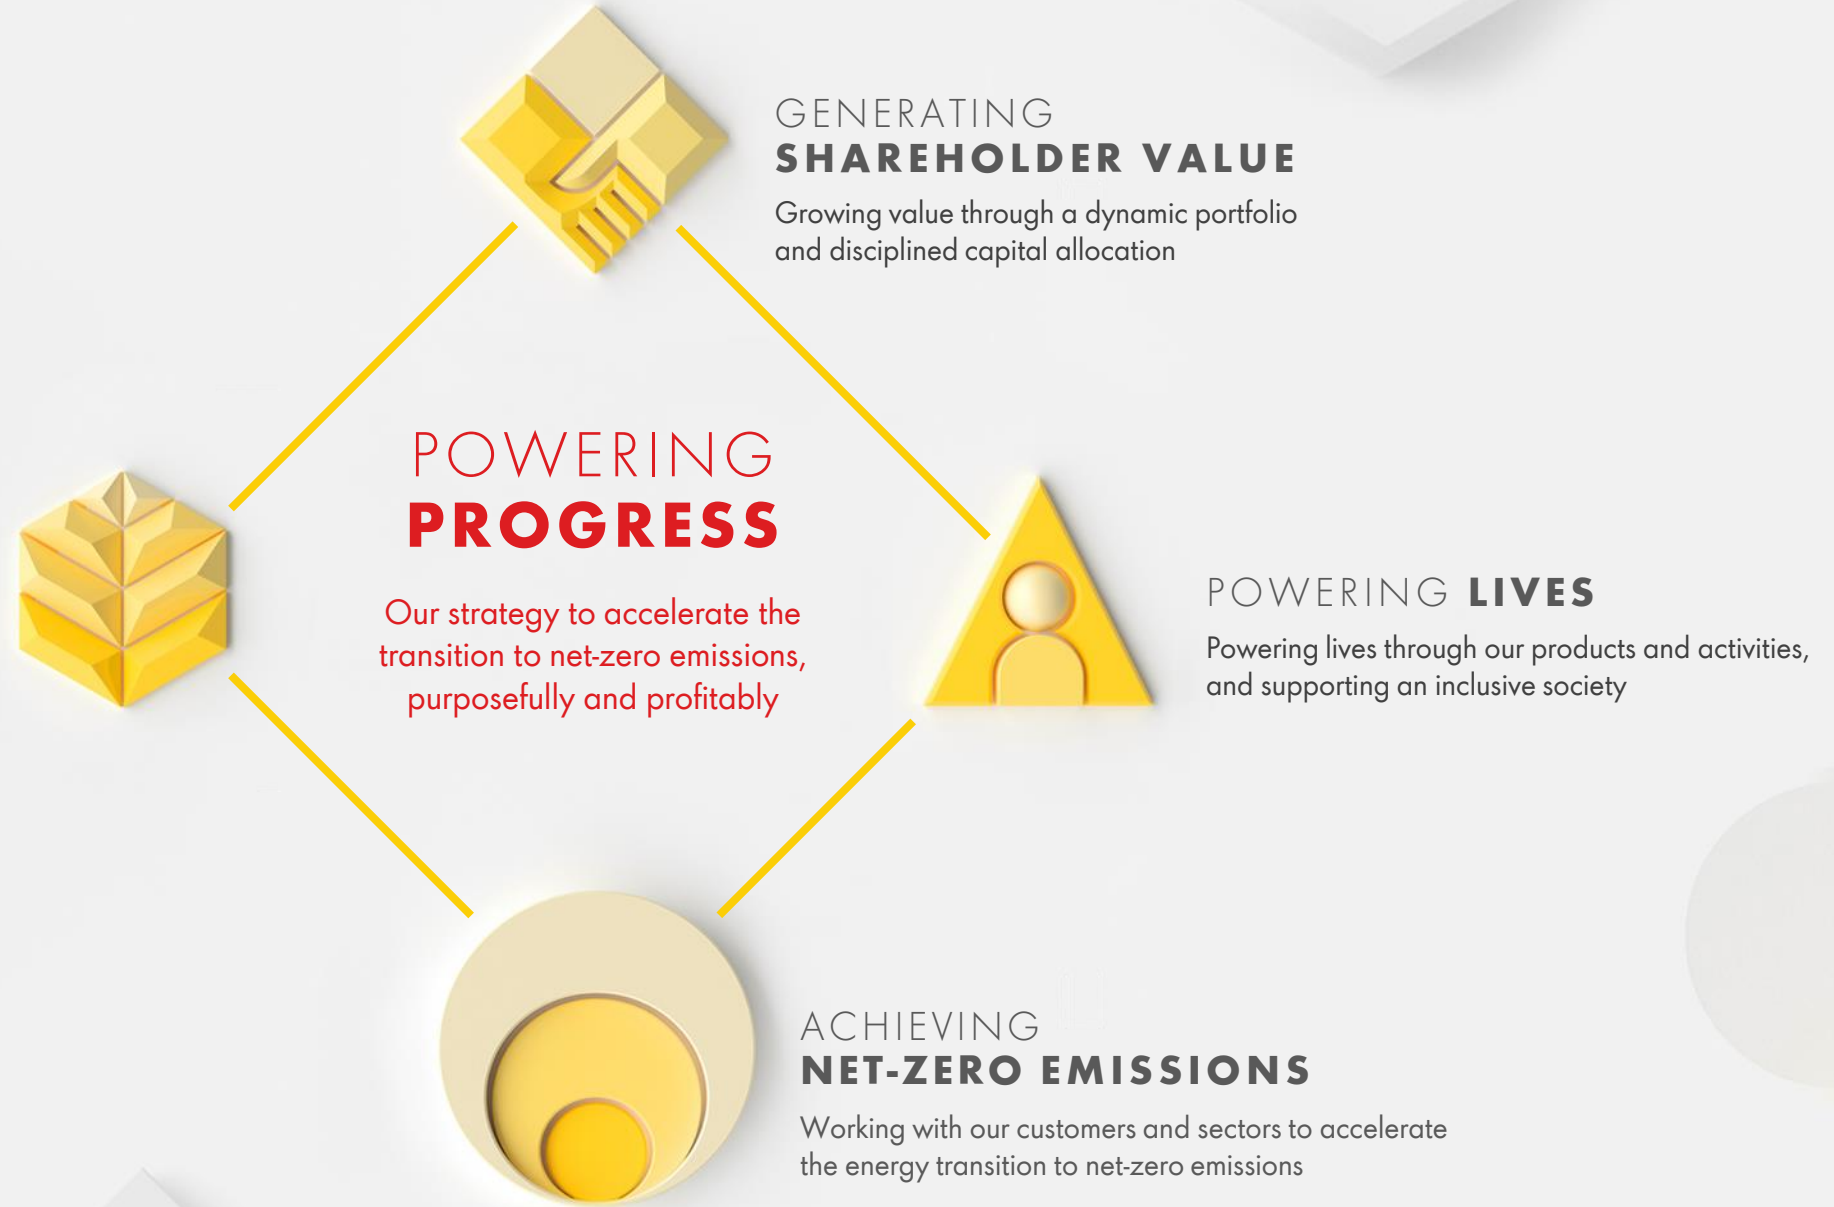 GENERATING
SHAREHOLDER VALUE
Growing value through a dynamic portfolio
and disciplined capital allocation
POWERING
PROGRESS
Our strategy to accelerate the
transition to net-zero emissions,
purposefully and profitably
POWERING LIVES
Powering lives through our products and activities,
and supporting an inclusive society
ACHIEVING
NET-ZERO EMISSIONS
Working with our customers and sectors to accelerate
the energy transition to net-zero emissions